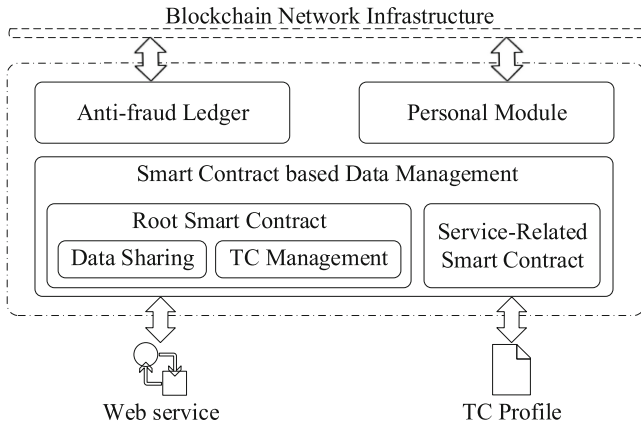 Blockchain Network Infrastructure
Anti-fraud Ledger
Personal Module
Smart Contract based Data Management
Root Smart Contract
Data Sharing
TC Management
Service-Related
Smart Contract
Web service
TC Profile